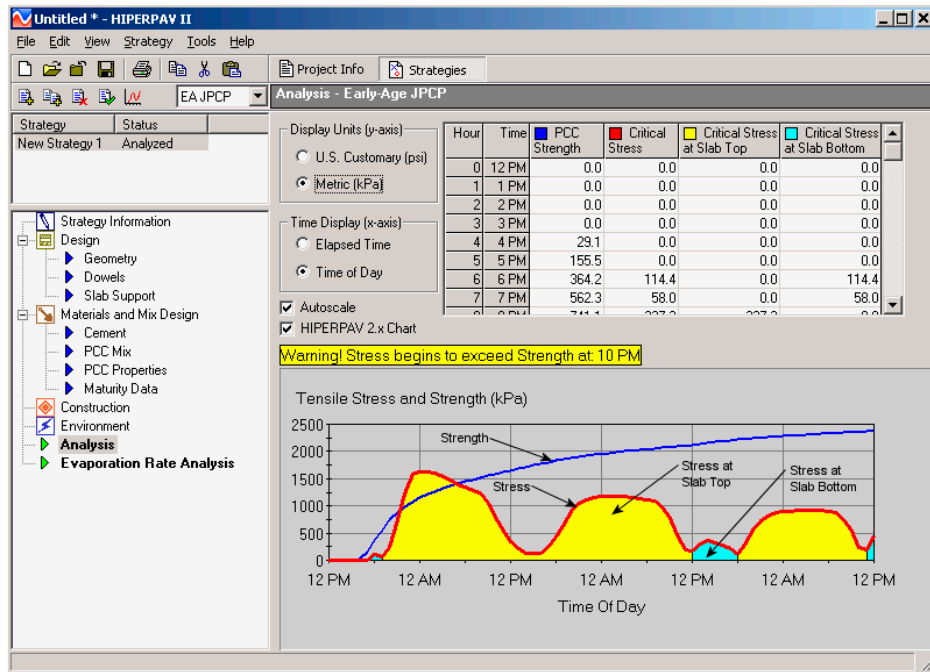 Untitled * - HIPERPAV II
File Edit View Strategy Tools Help
Project Info Strategies
EA JPCP
Analysis - Early-Age JPCP
Strategy Status
New Strategy 1 Analyzed
Strategy Information
Design
Geometry
Dowels
Slab Support
Materials and Mix Design
Cement
PCC Mix
PCC Properties
Maturity Data
Construction
Environment
Analysis
Evaporation Rate Analysis
Display Units (y-axis)
U.S. Customary (psi)
Metric (kPa)
Time Display (x-axis)
Elapsed Time
Time of Day
Autoscale
HIPERPAV 2.x Chart
Hour Time PCC Critical Critical Stress Critical Stress
Strength Stress at Slab Top at Slab Bottom
0 12 PM 0.0 0.0 0.0 0.0
1 1 PM 0.0 0.0 0.0 0.0
2 2 PM 0.0 0.0 0.0 0.0
3 3 PM 0.0 0.0 0.0 0.0
4 4 PM 29.1 0.0 0.0 0.0
5 5 PM 155.5 0.0 0.0 0.0
6 6 PM 364.2 114.4 0.0 114.4
7 7 PM 562.3 58.0 0.0 58.0
Warning! Stress begins to exceed Strength at: 10 PM
Tensile Stress and Strength (kPa)
2500
2000
1500
1000
500
0
Strength
Stress
Stress at
Slab Top
Stress at
Slab Bottom
12 PM 12 AM 12 PM 12 AM 12 PM 12 AM 12 PM
Time Of Day